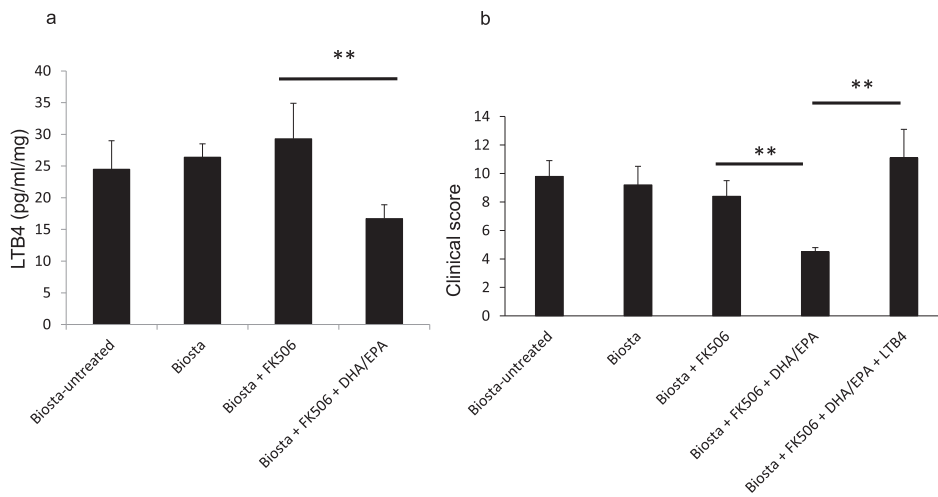 a
**
LTB4 (pg/ml/mg)
40
35
30
25
20
15
10
5
0
Biosta-untreated
Biosta
Biosta + FK506
Biosta + FK506 + DHA/EPA
b
**
**
Clinical score
14
12
10
8
6
4
2
0
Biosta-untreated
Biosta
Biosta + FK506
Biosta + FK506 + DHA/EPA
Biosta + FK506 + DHA/EPA + LTB4